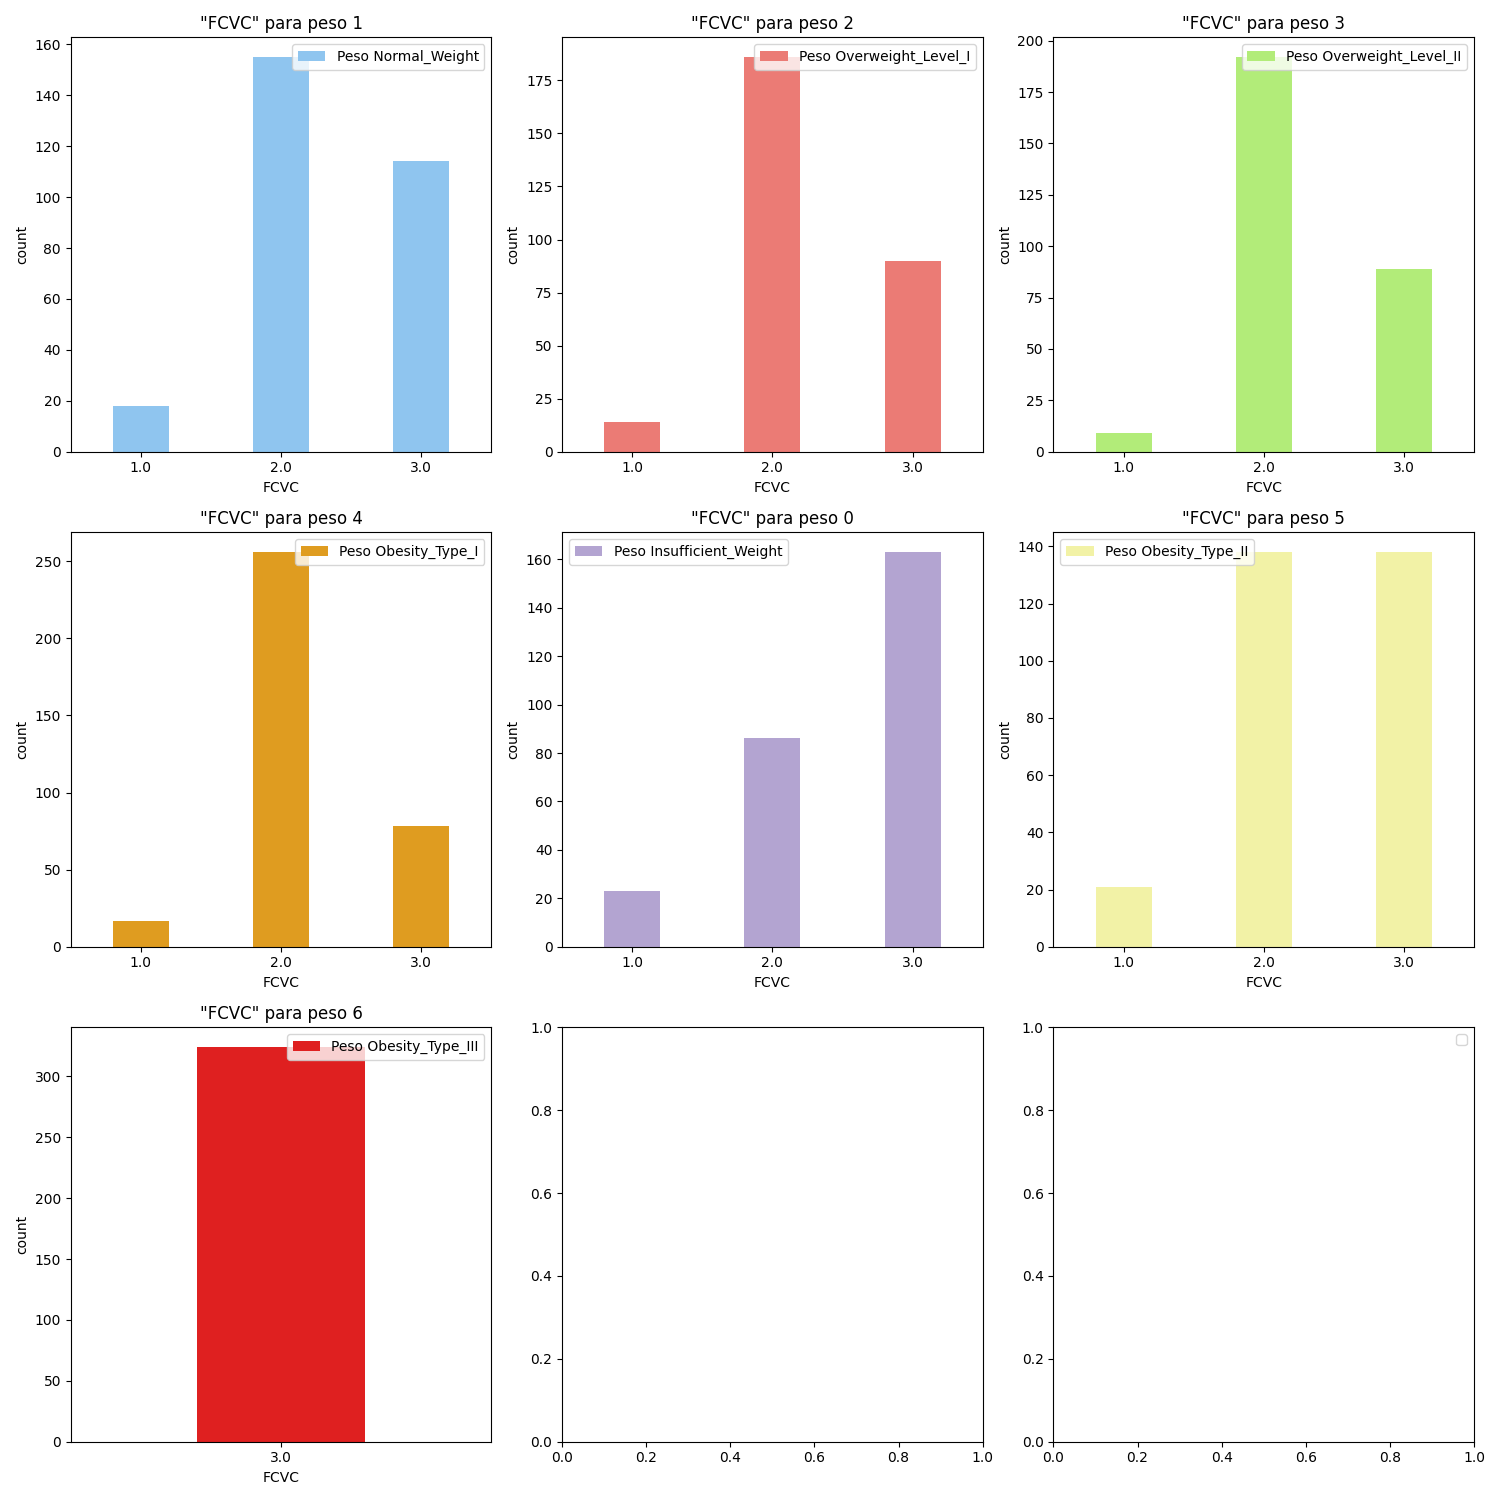 "FCVC" para peso 1
Peso Normal_Weight
160
140
120
100
80
60
40
20
0
count
1.0 2.0 3.0
FCVC
"FCVC" para peso 2
Peso Overweight_Level_I
175
150
125
100
75
50
25
0
count
1.0 2.0 3.0
FCVC
"FCVC" para peso 3
Peso Overweight_Level_II
200
175
150
125
100
75
50
25
0
count
1.0 2.0 3.0
FCVC
"FCVC" para peso 4
Peso Obesity_Type_I
250
200
150
100
50
0
count
1.0 2.0 3.0
FCVC
"FCVC" para peso 0
Peso Insufficient_Weight
160
140
120
100
80
60
40
20
0
count
1.0 2.0 3.0
FCVC
"FCVC" para peso 5
Peso Obesity_Type_II
140
120
100
80
60
40
20
0
count
1.0 2.0 3.0
FCVC
"FCVC" para peso 6
Peso Obesity_Type_III
300
250
200
150
100
50
0
count
3.0
FCVC
1.0
0.8
0.6
0.4
0.2
0.0
0.0 0.2 0.4 0.6 0.8 1.0
1.0
0.8
0.6
0.4
0.2
0.0
0.0 0.2 0.4 0.6 0.8 1.0